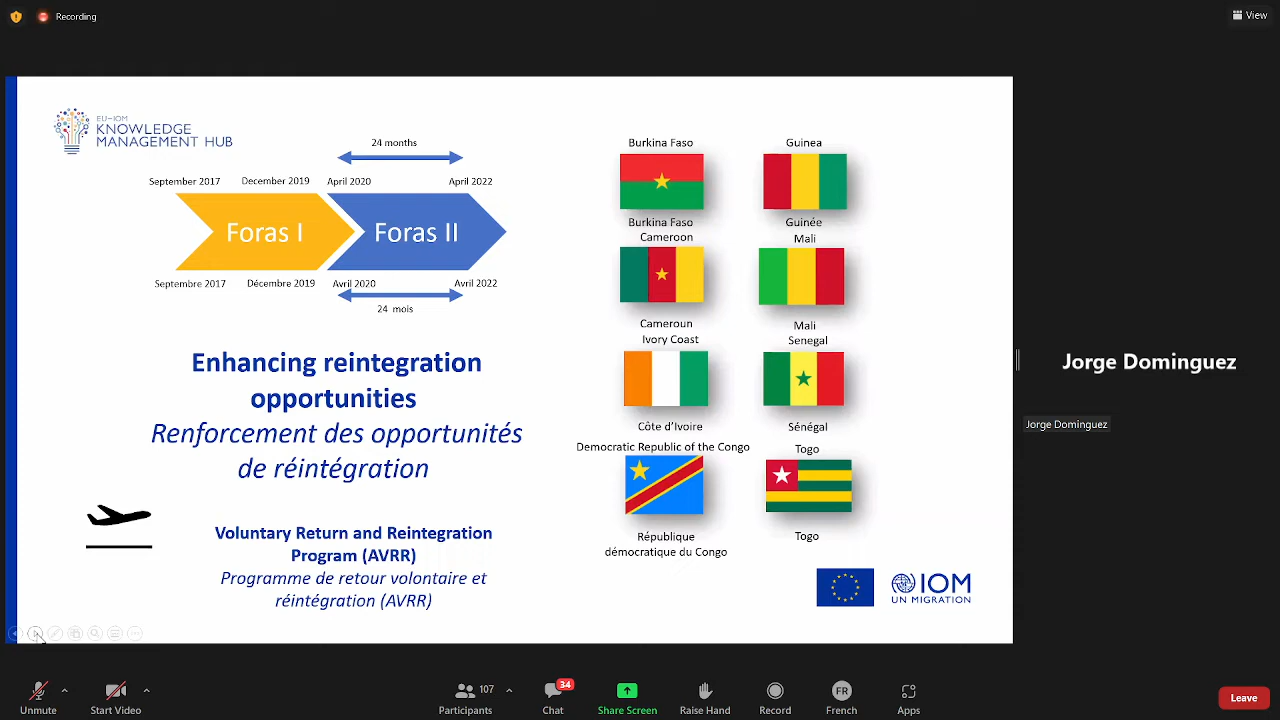 Recording
View
EU-IOM
KNOWLEDGE
MANAGEMENT HUB
24 months
September 2017
December 2019
April 2020
April 2022
Foras I
Foras II
Septembre 2017
Décembre 2019
Avril 2020
Avril 2022
24 mois
Enhancing reintegration
opportunities
Renforcement des opportunités
de réintégration
Voluntary Return and Reintegration
Program (AVRR)
Programme de retour volontaire et
réintégration (AVRR)
Burkina Faso
Guinea
Burkina Faso
Guinée
Cameroon
Mali
Cameroun
Mali
Ivory Coast
Senegal
Côte d'Ivoire
Sénégal
Democratic Republic of the Congo
Togo
République
démocratique du Congo
Togo
IOM
UN MIGRATION
Jorge Dominguez
Jorge Dominguez
Unmute
Start Video
107
Participants
34
Chat
Share Screen
Raise Hand
Record
FR
French
Apps
Leave